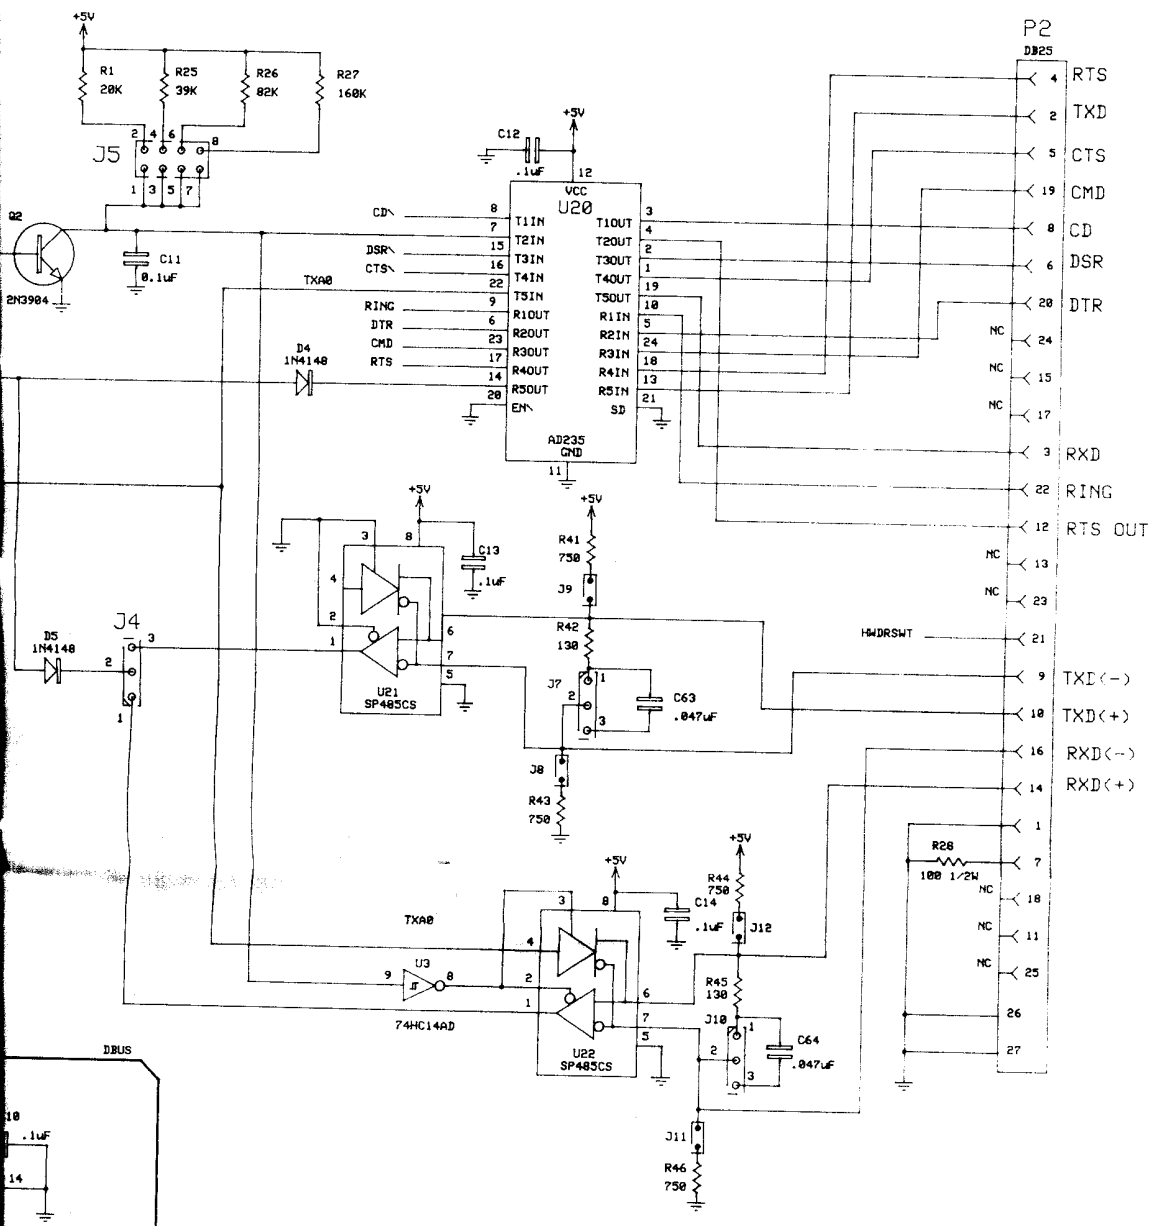 +5V
R1
20K
R25
39K
R26
82K
R27
160K
J5
2 4 6 8
1 3 5 7
Q2
2N3904
C11
0.1uF
C12
.1uF
+5V
12
VCC
U20
CD\ 8 T1IN
7 T2IN
DSR\ 15 T3IN
CTS\ 16 T4IN
TXA0 22 T5IN
RING 9 R1OUT
DTR 6 R2OUT
CMD 23 R3OUT
RTS 17 R4OUT
14 R5OUT
20 EN\
T1OUT 3
T2OUT 4
T3OUT 2
T4OUT 1
T5OUT 19
R1IN 10
R2IN 5
R3IN 24
R4IN 18
R5IN 13
SD 21
AD235
GND
11
D4
1N4148
P2
DB25
4 RTS
2 TXD
5 CTS
19 CMD
8 CD
6 DSR
20 DTR
NC 24
NC 15
NC 17
3 RXD
22 RING
12 RTS OUT
NC 13
NC 23
HWDRSWT 21
9 TXD(-)
10 TXD(+)
16 RXD(-)
14 RXD(+)
1
7
R28
100 1/2W
NC 18
NC 11
NC 25
26
27
+5V
3
8
C13
.1uF
4
2
1
6
7
5
U21
SP485CS
J4
3
2
1
D5
1N4148
+5V
R41
750
J9
R42
130
J7
1
2
3
C63
.047uF
J8
R43
750
+5V
3
8
C14
.1uF
TXA0
4
9
U3
8
74HC14AD
2
1
6
7
5
U22
SP485CS
+5V
R44
750
J12
R45
130
J10
1
2
3
C64
.047uF
J11
R46
750
DBUS
.1uF
14